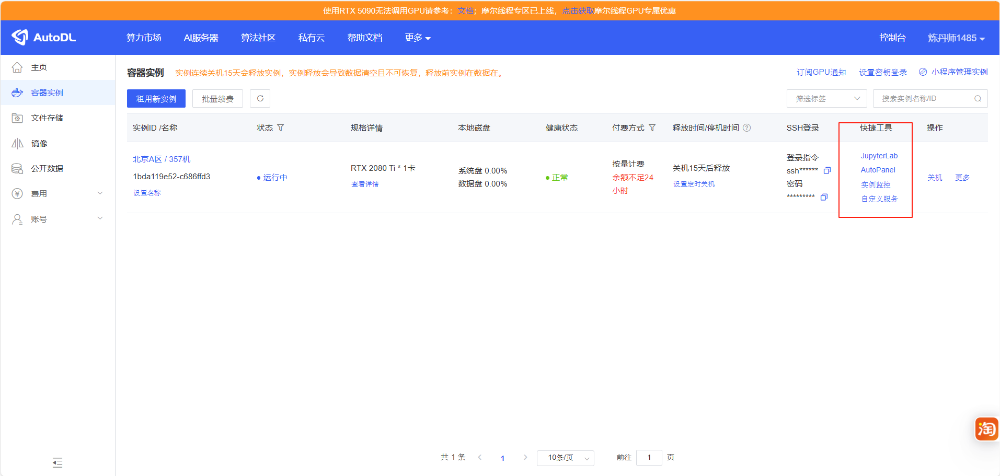 使用RTX 5090无法调用GPU请参考：文档；摩尔线程专区已上线，点击获取摩尔线程GPU专属优惠
AutoDL 算力市场 AI服务器 算法社区 私有云 帮助文档 更多 控制台 炼丹师1485
主页
容器实例
文件存储
镜像
公开数据
费用
账号
容器实例 实例连续关机15天会释放实例，实例释放会导致数据清空且不可恢复，释放前实例在数据在。
订阅GPU通知 设置密钥登录 小程序管理实例
租用新实例 批量续费 筛选标签 搜索实例名称/ID
实例ID /名称 状态 规格详情 本地磁盘 健康状态 付费方式 释放时间/停机时间 SSH登录 快捷工具 操作
北京A区 / 357机
1bda119e52-c686ffd3
设置名称
运行中
RTX 2080 Ti * 1卡
查看详情
系统盘 0.00%
数据盘 0.00%
正常
按量计费
余额不足24
小时
关机15天后释放
设置定时关机
登录指令
ssh******
密码
*********
JupyterLab
AutoPanel
实例监控
自定义服务
关机 更多
淘
共 1 条 1 10条/页 前往 1 页